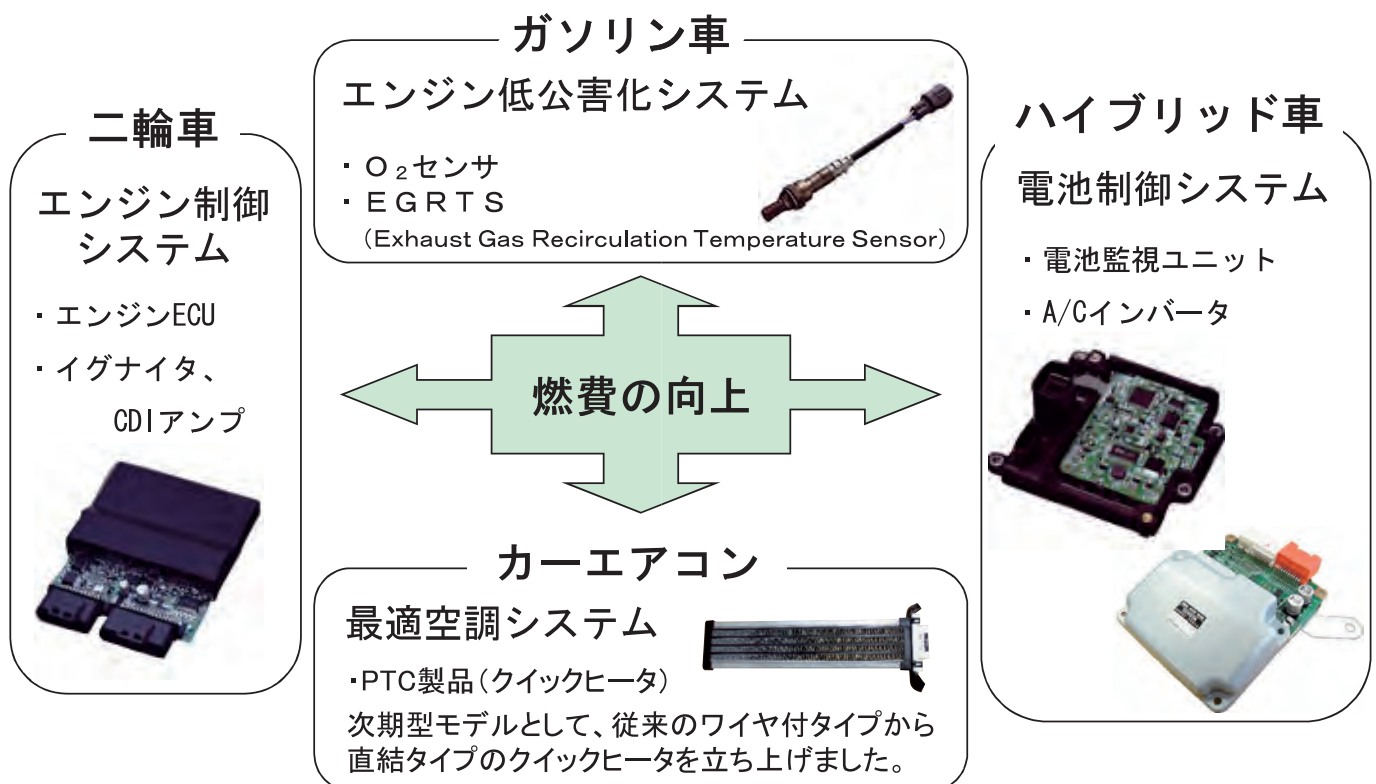 ガソリン車
エンジン低公害化システム
・O₂センサ
・EGRTS
(Exhaust Gas Recirculation Temperature Sensor)
二輪車
エンジン制御
システム
・エンジンECU
・イグナイタ、
CDIアンプ
燃費の向上
ハイブリッド車
電池制御システム
・電池監視ユニット
・A/Cインバータ
カーエアコン
最適空調システム
・PTC製品(クイックヒータ)
次期型モデルとして、従来のワイヤ付タイプから
直結タイプのクイックヒータを立ち上げました。